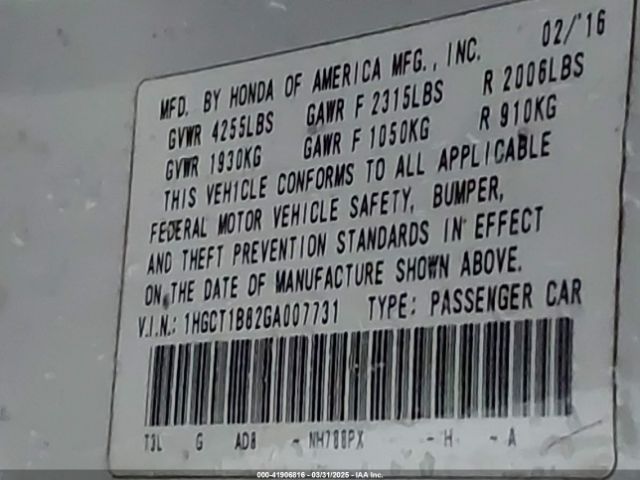 02/'16
MFD. BY HONDA OF AMERICA MFG., INC.
GVWR 4255LBS GAWR F 2315LBS R 2006LBS
GVWR 1930KG GAWR F 1050KG R 910KG
THIS VEHICLE CONFORMS TO ALL APPLICABLE
FEDERAL MOTOR VEHICLE SAFETY, BUMPER,
AND THEFT PREVENTION STANDARDS IN EFFECT
ON THE DATE OF MANUFACTURE SHOWN ABOVE.
V.I.N.: 1HGCT1B82GA007731 TYPE: PASSENGER CAR
T3L G AD8 - NH788PX - H - A
000-41906816 - 03/31/2025 - IAA Inc.